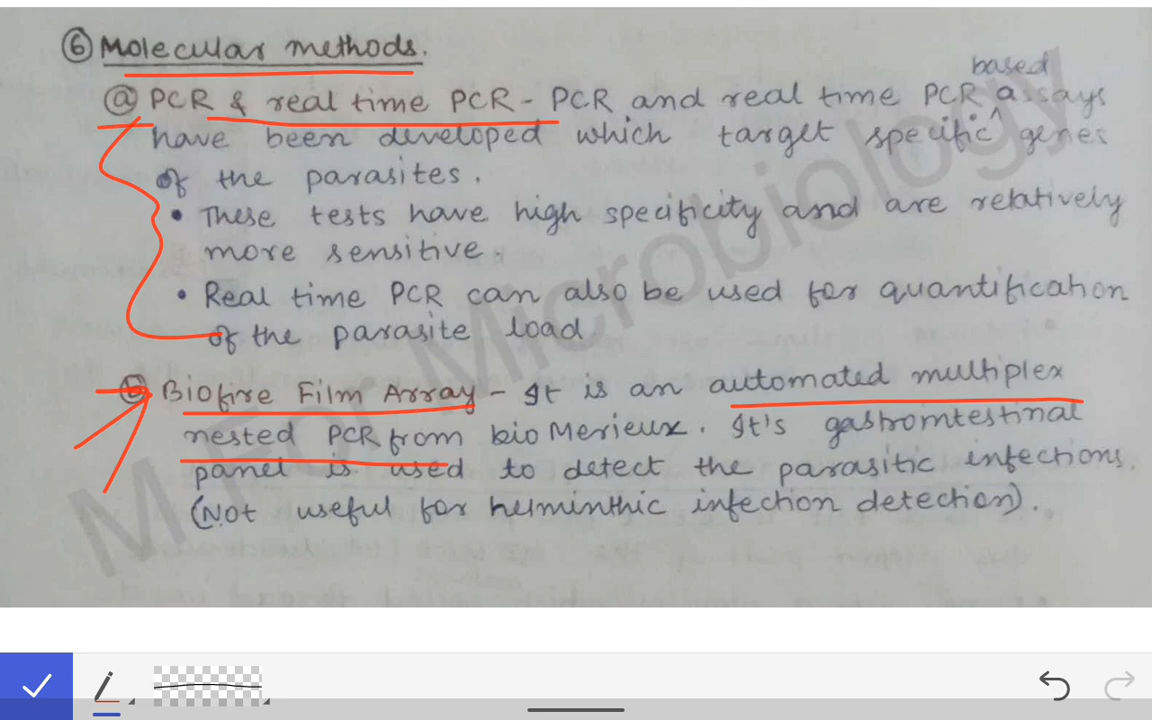 ⑥ Molecular methods.
based
ⓐ PCR & real time PCR - PCR and real time PCR ^ assays
have been developed which target specific genes
of the parasites.
• These tests have high specificity and are relatively
more sensitive.
• Real time PCR can also be used for quantification
of the parasite load.
ⓑ Biofire Film Array - It is an automated multiplex
nested PCR from bioMerieux. It's gastrointestinal
panel is used to detect the parasitic infections.
(Not useful for helminthic infection detection).
M For Microbiology